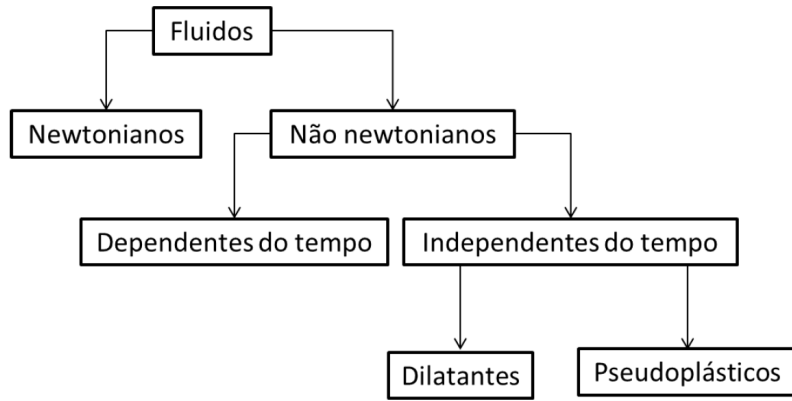 Fluidos
Newtonianos
Não newtonianos
Dependentes do tempo
Independentes do tempo
Dilatantes
Pseudoplásticos